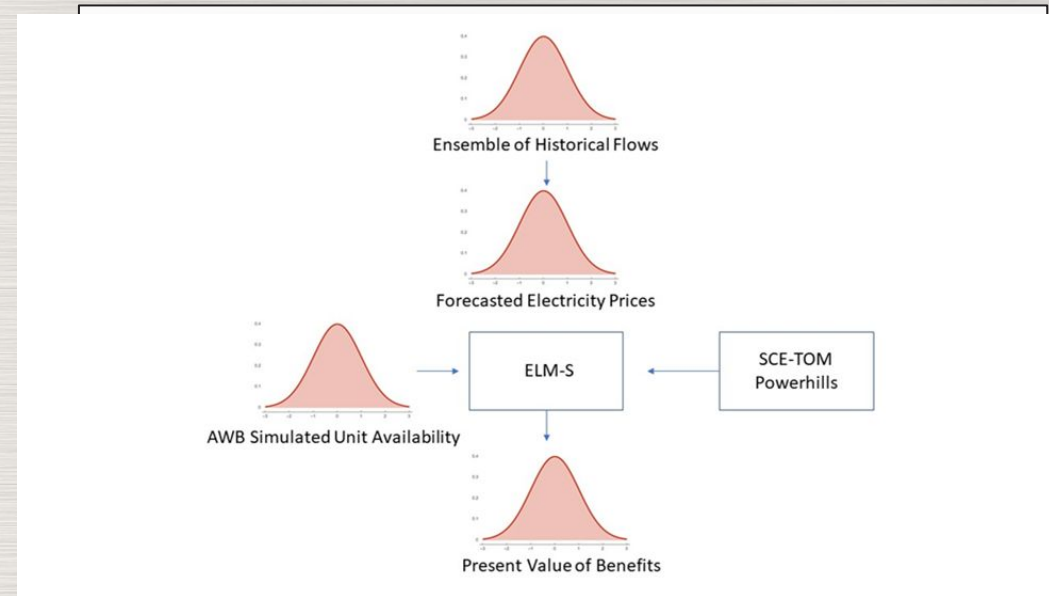 Ensemble of Historical Flows
Forecasted Electricity Prices
ELM-S
SCE-TOM
Powerhills
AWB Simulated Unit Availability
Present Value of Benefits